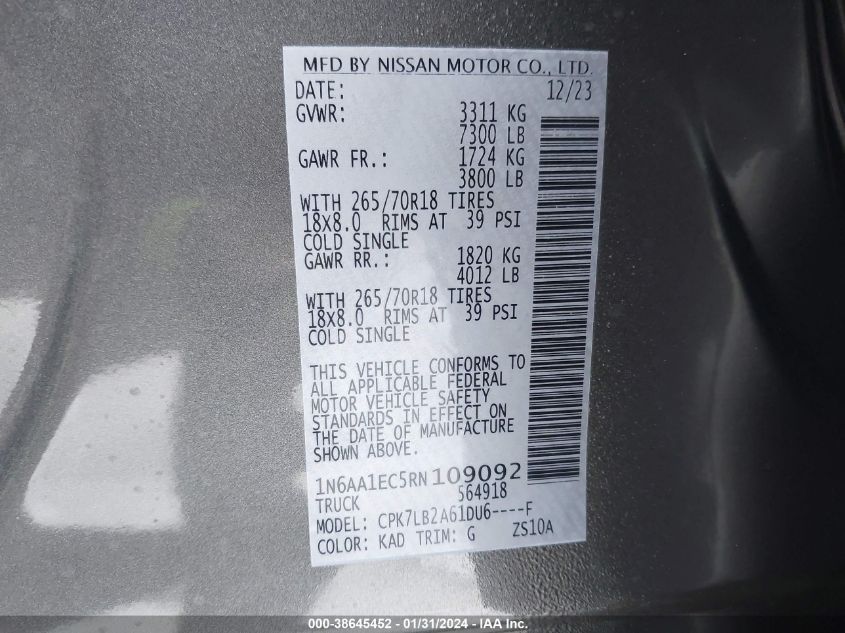 MFD BY NISSAN MOTOR CO., LTD.
DATE: 12/23
GVWR: 3311 KG
7300 LB
GAWR FR.: 1724 KG
3800 LB
WITH 265/70R18 TIRES
18X8.0 RIMS AT 39 PSI
COLD SINGLE
GAWR RR.: 1820 KG
4012 LB
WITH 265/70R18 TIRES
18X8.0 RIMS AT 39 PSI
COLD SINGLE
THIS VEHICLE CONFORMS TO
ALL APPLICABLE FEDERAL
MOTOR VEHICLE SAFETY
STANDARDS IN EFFECT ON
THE DATE OF MANUFACTURE
SHOWN ABOVE.
1N6AA1EC5RN109092
TRUCK 564918
MODEL: CPK7LB2A61DU6----F
COLOR: KAD TRIM: G ZS10A
000-38645452 - 01/31/2024 - IAA Inc.